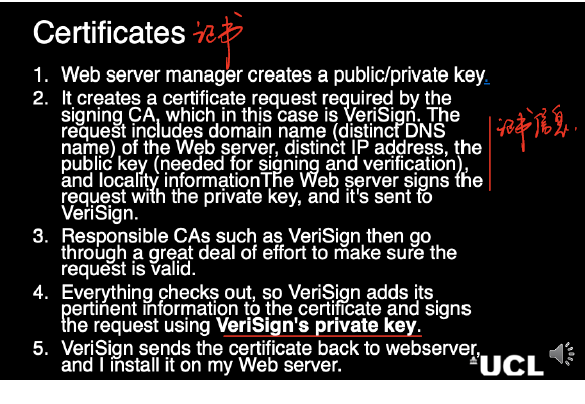 Certificates 证书
1. Web server manager creates a public/private key.
2. It creates a certificate request required by the
signing CA, which in this case is VeriSign. The
request includes domain name (distinct DNS
name) of the Web server, distinct IP address, the
public key (needed for signing and verification),
and locality informationThe Web server signs the
request with the private key, and it's sent to
VeriSign.
证书信息.
3. Responsible CAs such as VeriSign then go
through a great deal of effort to make sure the
request is valid.
4. Everything checks out, so VeriSign adds its
pertinent information to the certificate and signs
the request using VeriSign's private key.
5. VeriSign sends the certificate back to webserver,
and I install it on my Web server.
UCL